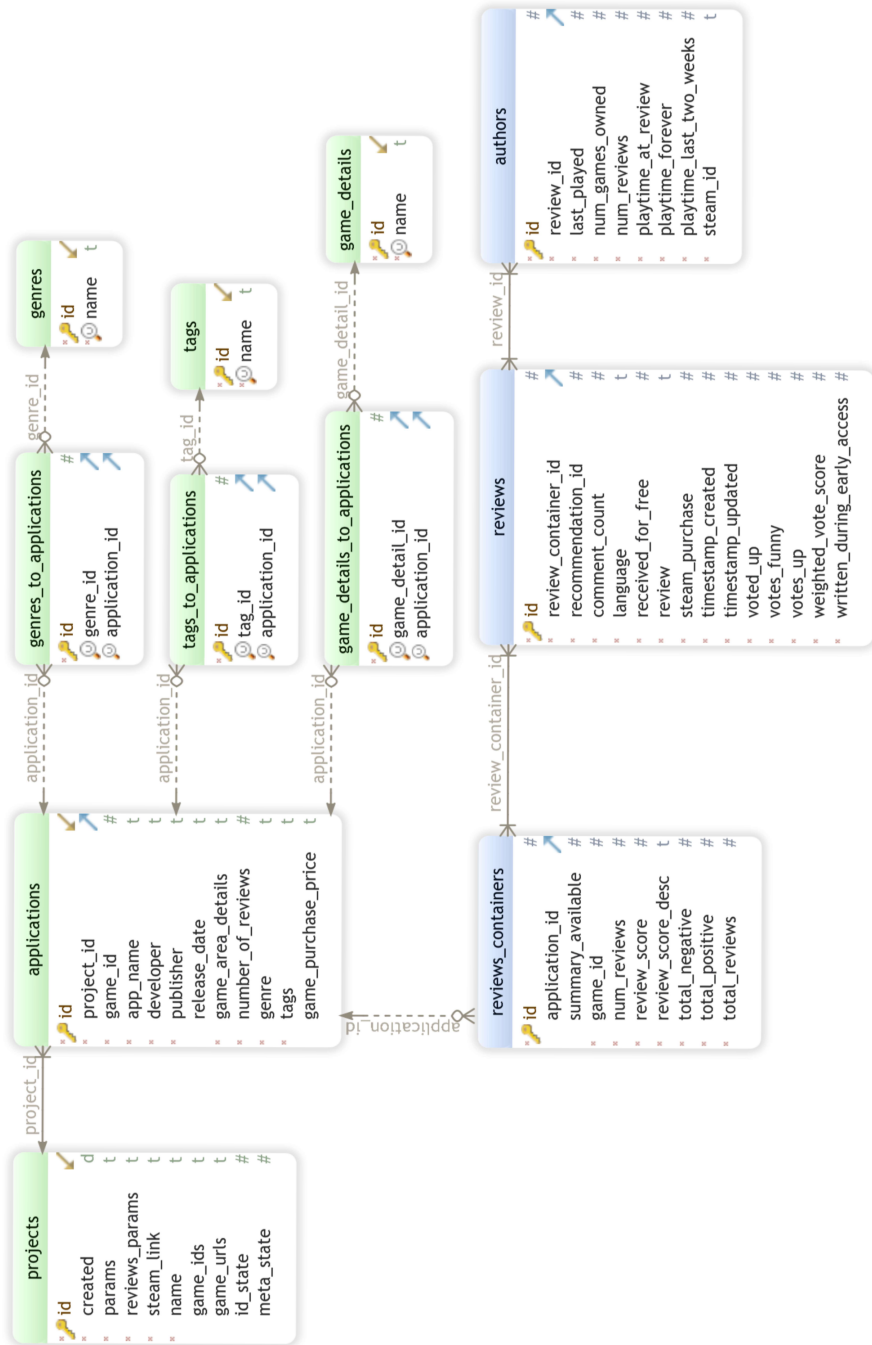 projects
id
created d
params t
reviews_params t
steam_link t
name t
game_ids t
game_urls t
id_state #
meta_state #
project_id
applications
id
project_id
game_id #
app_name t
developer t
publisher t
release_date t
game_area_details t
number_of_reviews #
genre t
tags t
game_purchase_price t
application_id
genres_to_applications
id #
genre_id
application_id
genre_id
genres
id
name t
application_id
tags_to_applications
id #
tag_id
application_id
tag_id
tags
id
name t
application_id
game_details_to_applications
id #
game_detail_id
application_id
game_detail_id
game_details
id
name t
application_id
reviews_containers
id #
application_id
summary_available #
game_id #
num_reviews #
review_score #
review_score_desc t
total_negative #
total_positive #
total_reviews #
review_container_id
reviews
id #
review_container_id
recommendation_id #
comment_count #
language t
received_for_free #
review t
steam_purchase #
timestamp_created #
timestamp_updated #
voted_up #
votes_funny #
votes_up #
weighted_vote_score #
written_during_early_access #
review_id
authors
id #
review_id
last_played #
num_games_owned #
num_reviews #
playtime_at_review #
playtime_forever #
playtime_last_two_weeks #
steam_id t